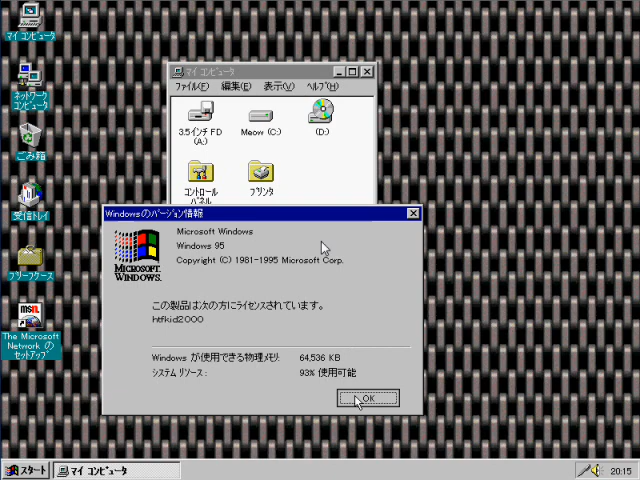 マイ コンピュータ
ネットワーク
コンピュータ
ごみ箱
受信トレイ
ブリーフケース
The Microsoft
Network の
セットアップ
マイ コンピュータ
ファイル(F)
編集(E)
表示(V)
ヘルプ(H)
3.5インチ FD
(A:)
Meow (C:)
(D:)
コントロール
パネル
プリンタ
Windowsのバージョン情報
MICROSOFT.
WINDOWS.
Microsoft Windows
Windows 95
Copyright (C) 1981-1995 Microsoft Corp.
この製品は次の方にライセンスされています。
htfkid2000
Windows が使用できる物理メモリ:
64,536 KB
システム リソース:
93% 使用可能
OK
msn
スタート
マイ コンピュータ
20:15